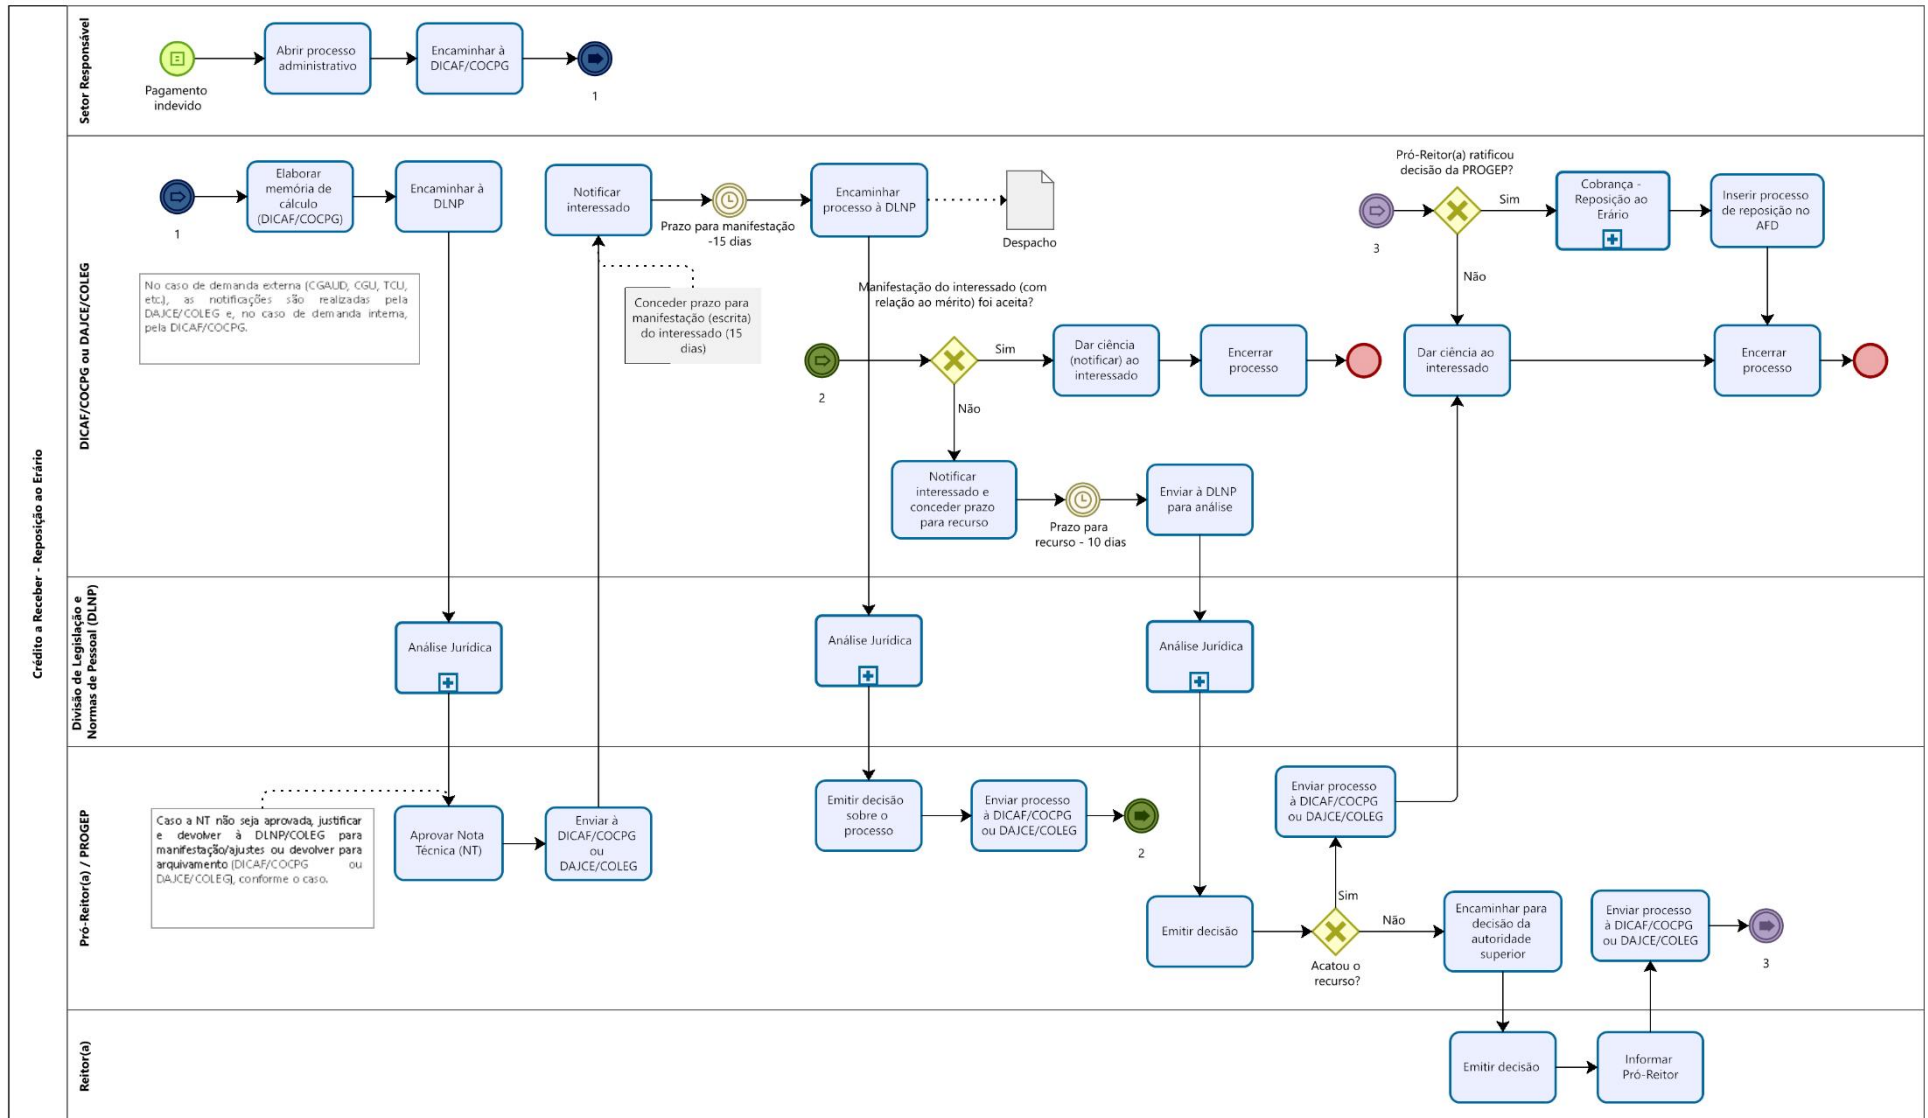 Crédito a Receber - Reposição ao Erário
Setor Responsável
Pagamento
indevido
Abrir processo
administrativo
Encaminhar à
DICAF/COCPG
1
DICAF/COCPG ou DAJCE/COLEG
1
Elaborar
memória de
cálculo
(DICAF/COCPG)
Encaminhar à
DLNP
No caso de demanda externa (CGAUD, CGU, TCU,
etc.), as notificações são realizadas pela
DAJCE/COLEG e, no caso de demanda interna,
pela DICAF/COCPG.
Notificar
interessado
Prazo para manifestação
-15 dias
Conceder prazo para
manifestação (escrita)
do interessado (15
dias)
Encaminhar
processo à DLNP
Despacho
Manifestação do interessado (com
relação ao mérito) foi aceita?
2
Sim
Não
Dar ciência
(notificar) ao
interessado
Encerrar
processo
Notificar
interessado e
conceder prazo
para recurso
Prazo para
recurso - 10 dias
Enviar à DLNP
para análise
Pró-Reitor(a) ratificou
decisão da PROGEP?
3
Sim
Não
Cobrança -
Reposição ao
Erário
Inserir processo
de reposição no
AFD
Dar ciência ao
interessado
Encerrar
processo
Divisão de Legislação e
Normas de Pessoal (DLNP)
Análise Jurídica
Análise Jurídica
Análise Jurídica
Pró-Reitor(a) / PROGEP
Caso a NT não seja aprovada, justificar
e devolver à DLNP/COLEG para
manifestação/ajustes ou devolver para
arquivamento (DICAF/COCPG ou
DAJCE/COLEG), conforme o caso.
Aprovar Nota
Técnica (NT)
Enviar à
DICAF/COCPG
ou
DAJCE/COLEG
Emitir decisão
sobre o
processo
Enviar processo
à DICAF/COCPG
ou DAJCE/COLEG
2
Emitir decisão
Acatou o
recurso?
Sim
Não
Enviar processo
à DICAF/COCPG
ou DAJCE/COLEG
Encaminhar para
decisão da
autoridade
superior
Enviar processo
à DICAF/COCPG
ou DAJCE/COLEG
3
Reitor(a)
Emitir decisão
Informar
Pró-Reitor